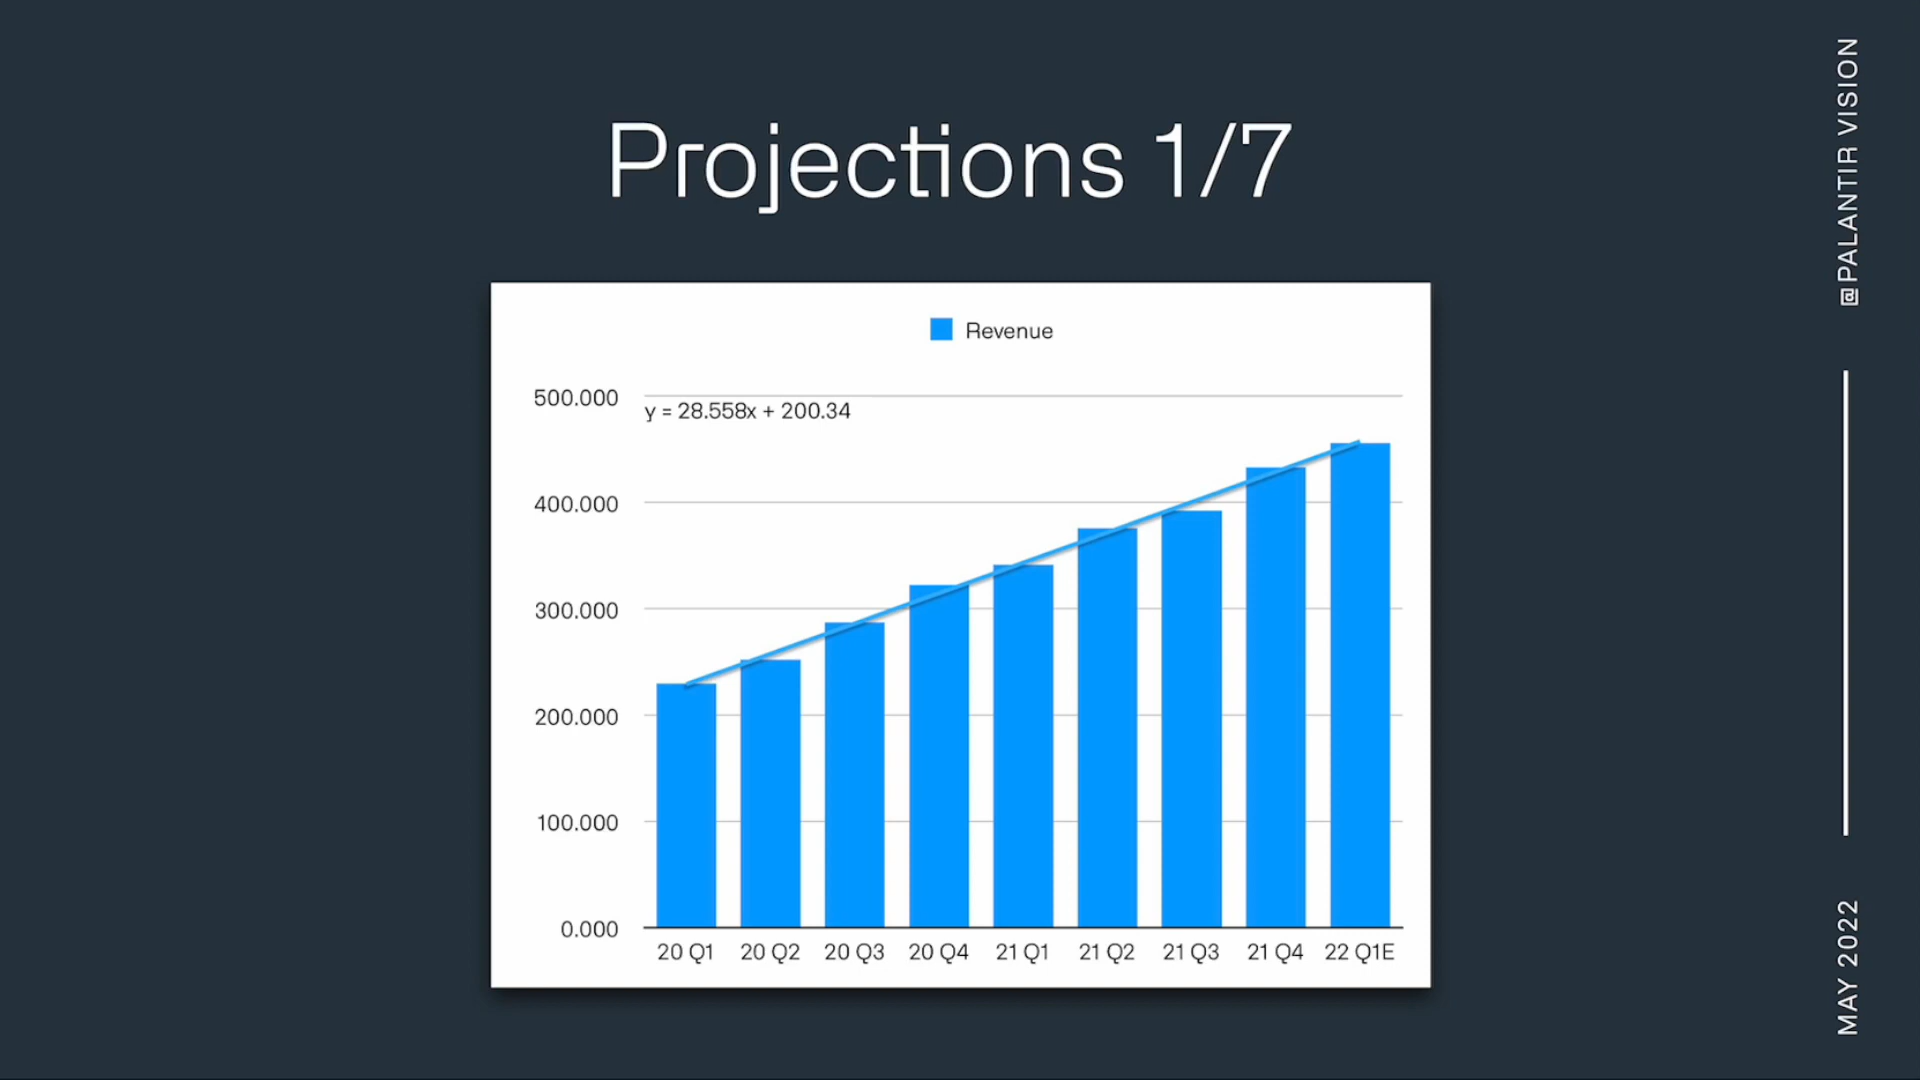 Projections 1/7
@PALANTIR VISION
Revenue
500.000
y = 28.558x + 200.34
400.000
300.000
200.000
100.000
0.000
20 Q1 20 Q2 20 Q3 20 Q4 21 Q1 21 Q2 21 Q3 21 Q4 22 Q1E
MAY 2022